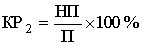 КР₂ = НП/П × 100 %